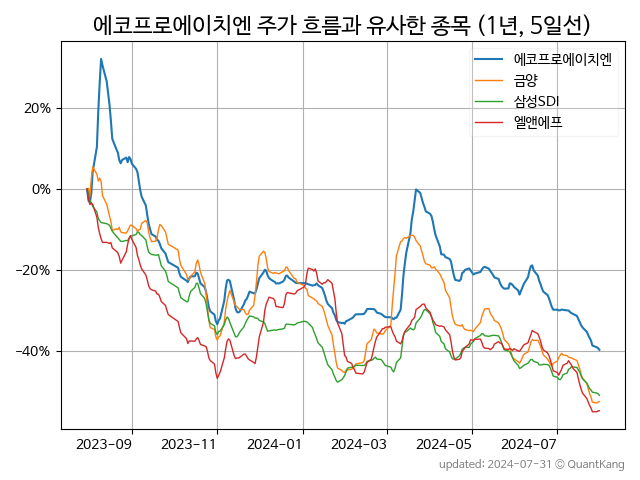 에코프로에이치엔 주가 흐름과 유사한 종목 (1년, 5일선)
에코프로에이치엔
금양
삼성SDI
엘앤에프
20%
0%
−20%
−40%
2023-09 2023-11 2024-01 2024-03 2024-05 2024-07
updated: 2024-07-31 © QuantKang